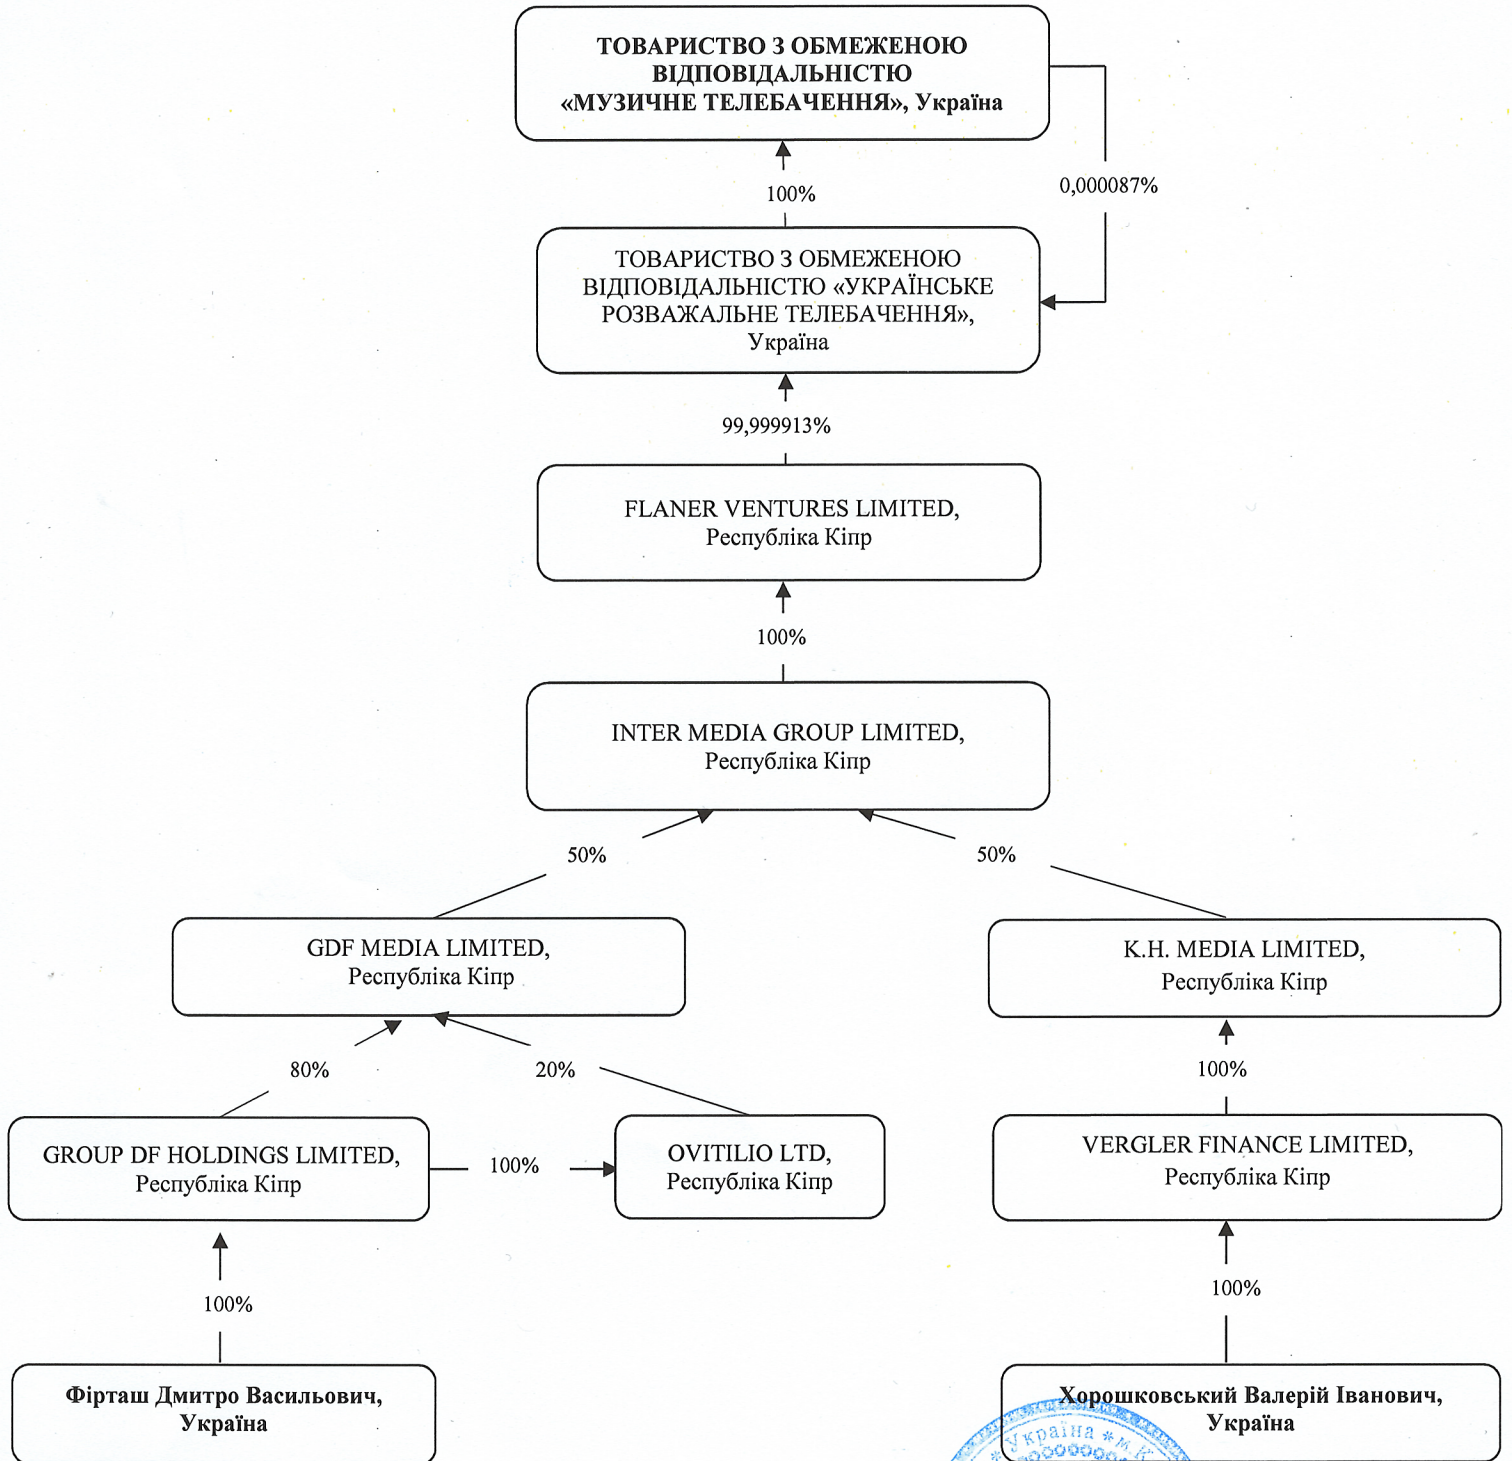 ТОВАРИСТВО З ОБМЕЖЕНОЮ
ВІДПОВІДАЛЬНІСТЮ
«МУЗИЧНЕ ТЕЛЕБАЧЕННЯ», Україна
100%
0,000087%
ТОВАРИСТВО З ОБМЕЖЕНОЮ
ВІДПОВІДАЛЬНІСТЮ «УКРАЇНСЬКЕ
РОЗВАЖАЛЬНЕ ТЕЛЕБАЧЕННЯ»,
Україна
99,999913%
FLANER VENTURES LIMITED,
Республіка Кіпр
100%
INTER MEDIA GROUP LIMITED,
Республіка Кіпр
50%
50%
GDF MEDIA LIMITED,
Республіка Кіпр
K.H. MEDIA LIMITED,
Республіка Кіпр
80%
20%
100%
GROUP DF HOLDINGS LIMITED,
Республіка Кіпр
100%
OVITILIO LTD,
Республіка Кіпр
VERGLER FINANCE LIMITED,
Республіка Кіпр
100%
100%
Фірташ Дмитро Васильович,
Україна
Хорошковський Валерій Іванович,
Україна
* Україна * м. К